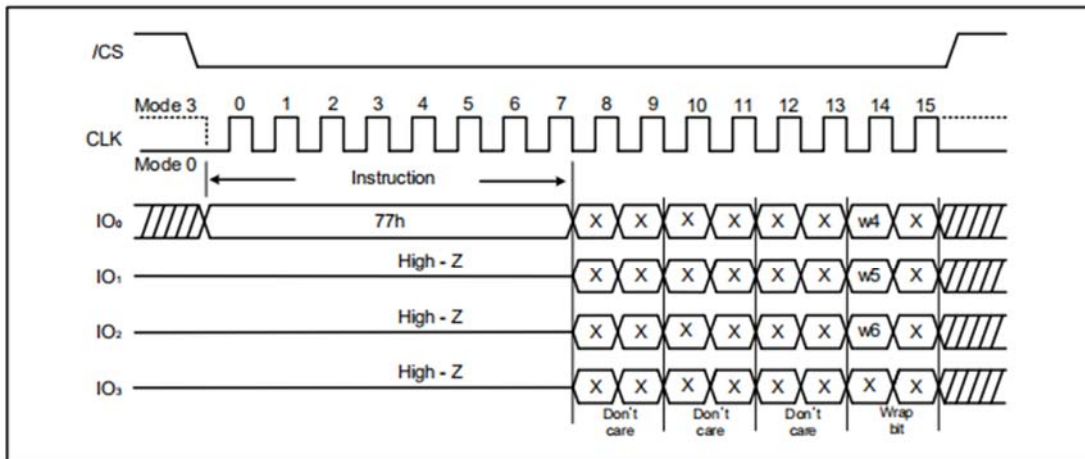 /CS
Mode 3 0 1 2 3 4 5 6 7 8 9 10 11 12 13 14 15
CLK
Mode 0
Instruction
IO₀ 77h X X X X X X w4 X
High - Z
IO₁ X X X X X X w5 X
High - Z
IO₂ X X X X X X w6 X
High - Z
IO₃ X X X X X X X X
Don't Don't Don't Wrap
care care care bit